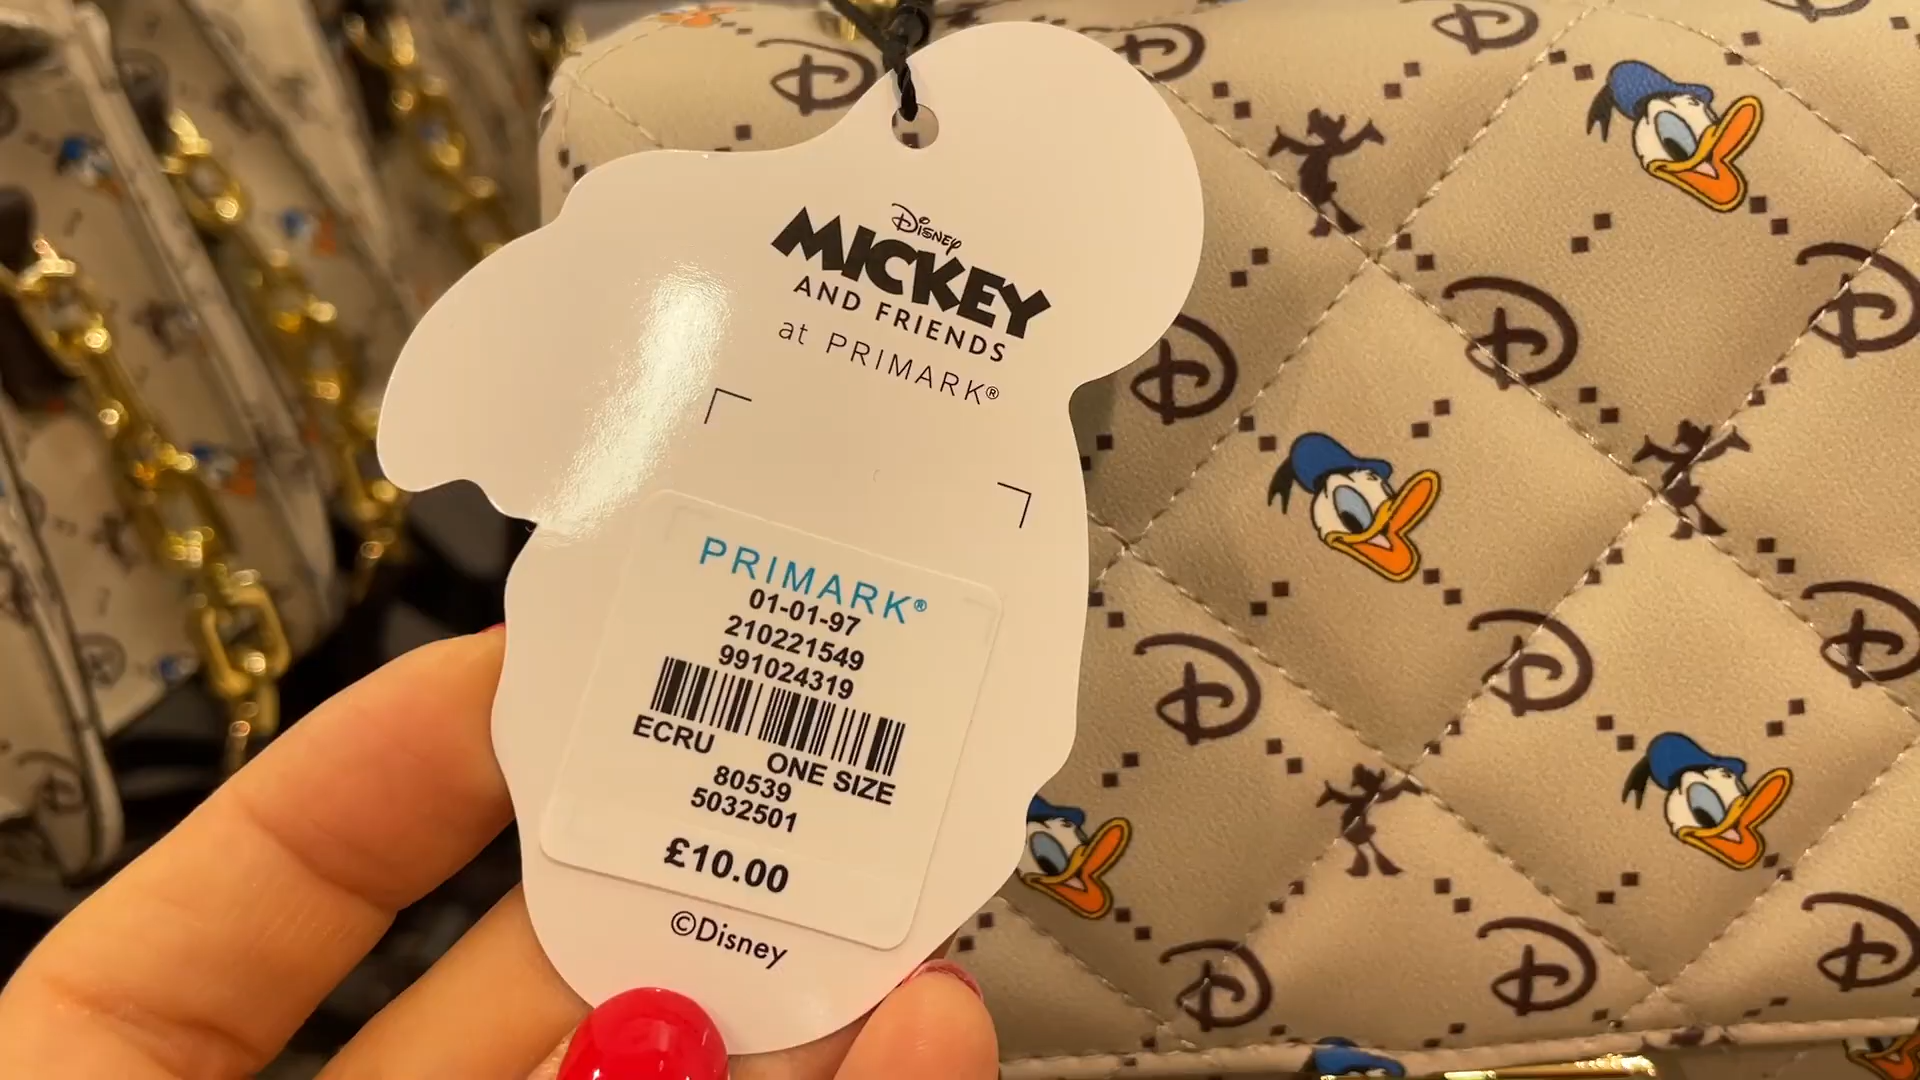 Disney
MICKEY
AND FRIENDS
at PRIMARK®
PRIMARK®
01-01-97
210221549
991024319
ECRU ONE SIZE
80539
5032501
£10.00
©Disney
D
D
D
D
D
D
D
D
D
D
D
D